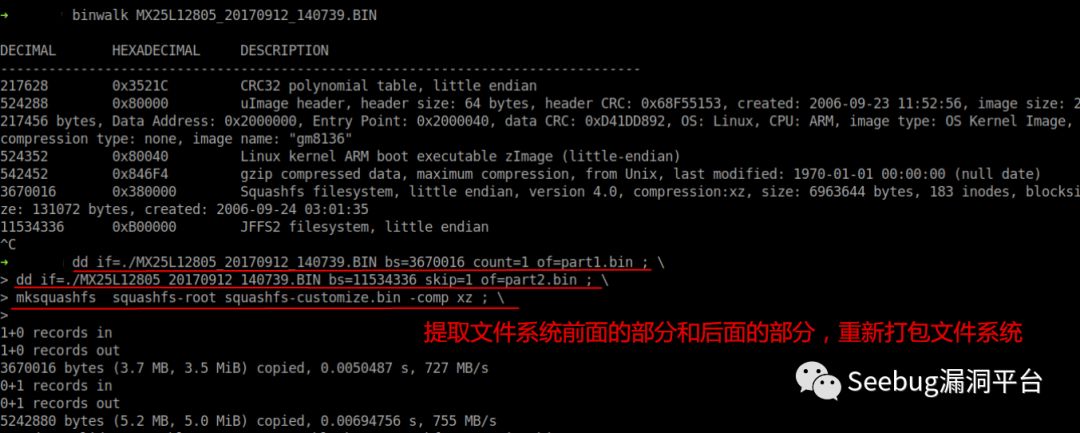 → binwalk MX25L12805_20170912_140739.BIN
DECIMAL HEXADECIMAL DESCRIPTION
--------------------------------------------------------------------------------
217628 0x3521C CRC32 polynomial table, little endian
524288 0x80000 uImage header, header size: 64 bytes, header CRC: 0x68F55153, created: 2006-09-23 11:52:56, image size: 2
217456 bytes, Data Address: 0x2000000, Entry Point: 0x2000040, data CRC: 0xD41DD892, OS: Linux, CPU: ARM, image type: OS Kernel Image,
compression type: none, image name: "gm8136"
524352 0x80040 Linux kernel ARM boot executable zImage (little-endian)
542452 0x846F4 gzip compressed data, maximum compression, from Unix, last modified: 1970-01-01 00:00:00 (null date)
3670016 0x380000 Squashfs filesystem, little endian, version 4.0, compression:xz, size: 6963644 bytes, 183 inodes, blocksi
ze: 131072 bytes, created: 2006-09-24 03:01:35
11534336 0xB00000 JFFS2 filesystem, little endian
^C
→ dd if=./MX25L12805_20170912_140739.BIN bs=3670016 count=1 of=part1.bin ; \
> dd if=./MX25L12805_20170912_140739.BIN bs=11534336 skip=1 of=part2.bin ; \
> mksquashfs squashfs-root squashfs-customize.bin -comp xz ; \
>
1+0 records in
1+0 records out
提取文件系统前面的部分和后面的部分，重新打包文件系统
3670016 bytes (3.7 MB, 3.5 MiB) copied, 0.0050487 s, 727 MB/s
0+1 records in
0+1 records out
Seebug漏洞平台
5242880 bytes (5.2 MB, 5.0 MiB) copied, 0.00694756 s, 755 MB/s